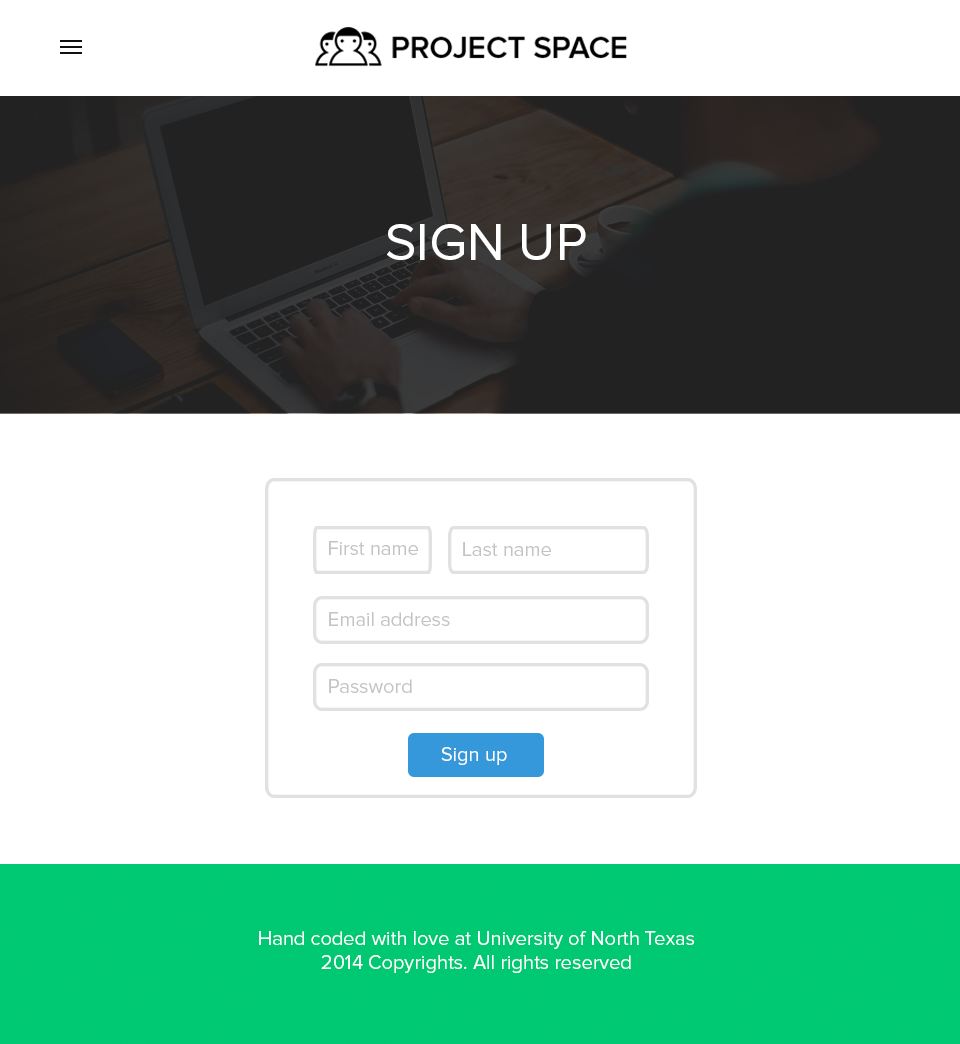 PROJECT SPACE
SIGN UP
First name
Last name
Email address
Password
Sign up
Hand coded with love at University of North Texas
2014 Copyrights. All rights reserved